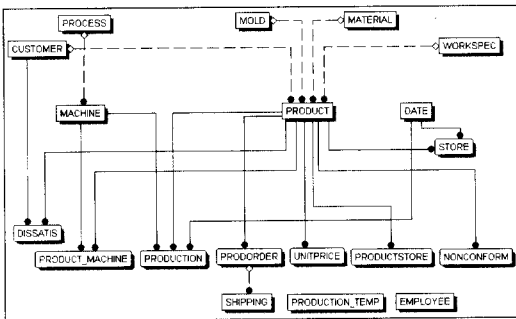 PROCESS
MOLD
MATERIAL
CUSTOMER
WORKSPEC
MACHINE
PRODUCT
DATE
STORE
DISSATIS
PRODUCT_MACHINE
PRODUCTION
PRODORDER
UNITPRICE
PRODUCTSTORE
NONCONFORM
SHIPPING
PRODUCTION_TEMP
EMPLOYEE